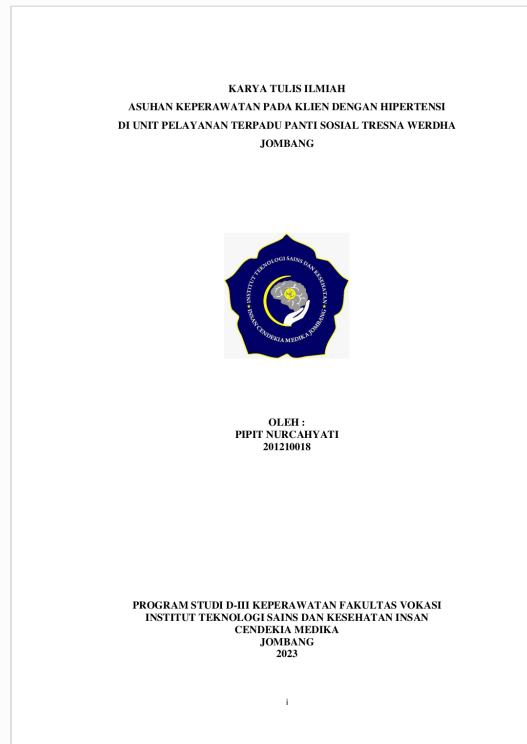 KARYA TULIS ILMIAH
ASUHAN KEPERAWATAN PADA KLIEN DENGAN HIPERTENSI
DI UNIT PELAYANAN TERPADU PANTI SOSIAL TRESNA WERDHA
JOMBANG
INSTITUT TEKNOLOGI SAINS DAN KESEHATAN
INSAN CENDEKIA MEDIKA JOMBANG
OLEH :
PIPIT NURCAHYATI
201210018
PROGRAM STUDI D-III KEPERAWATAN FAKULTAS VOKASI
INSTITUT TEKNOLOGI SAINS DAN KESEHATAN INSAN
CENDEKIA MEDIKA
JOMBANG
2023
i